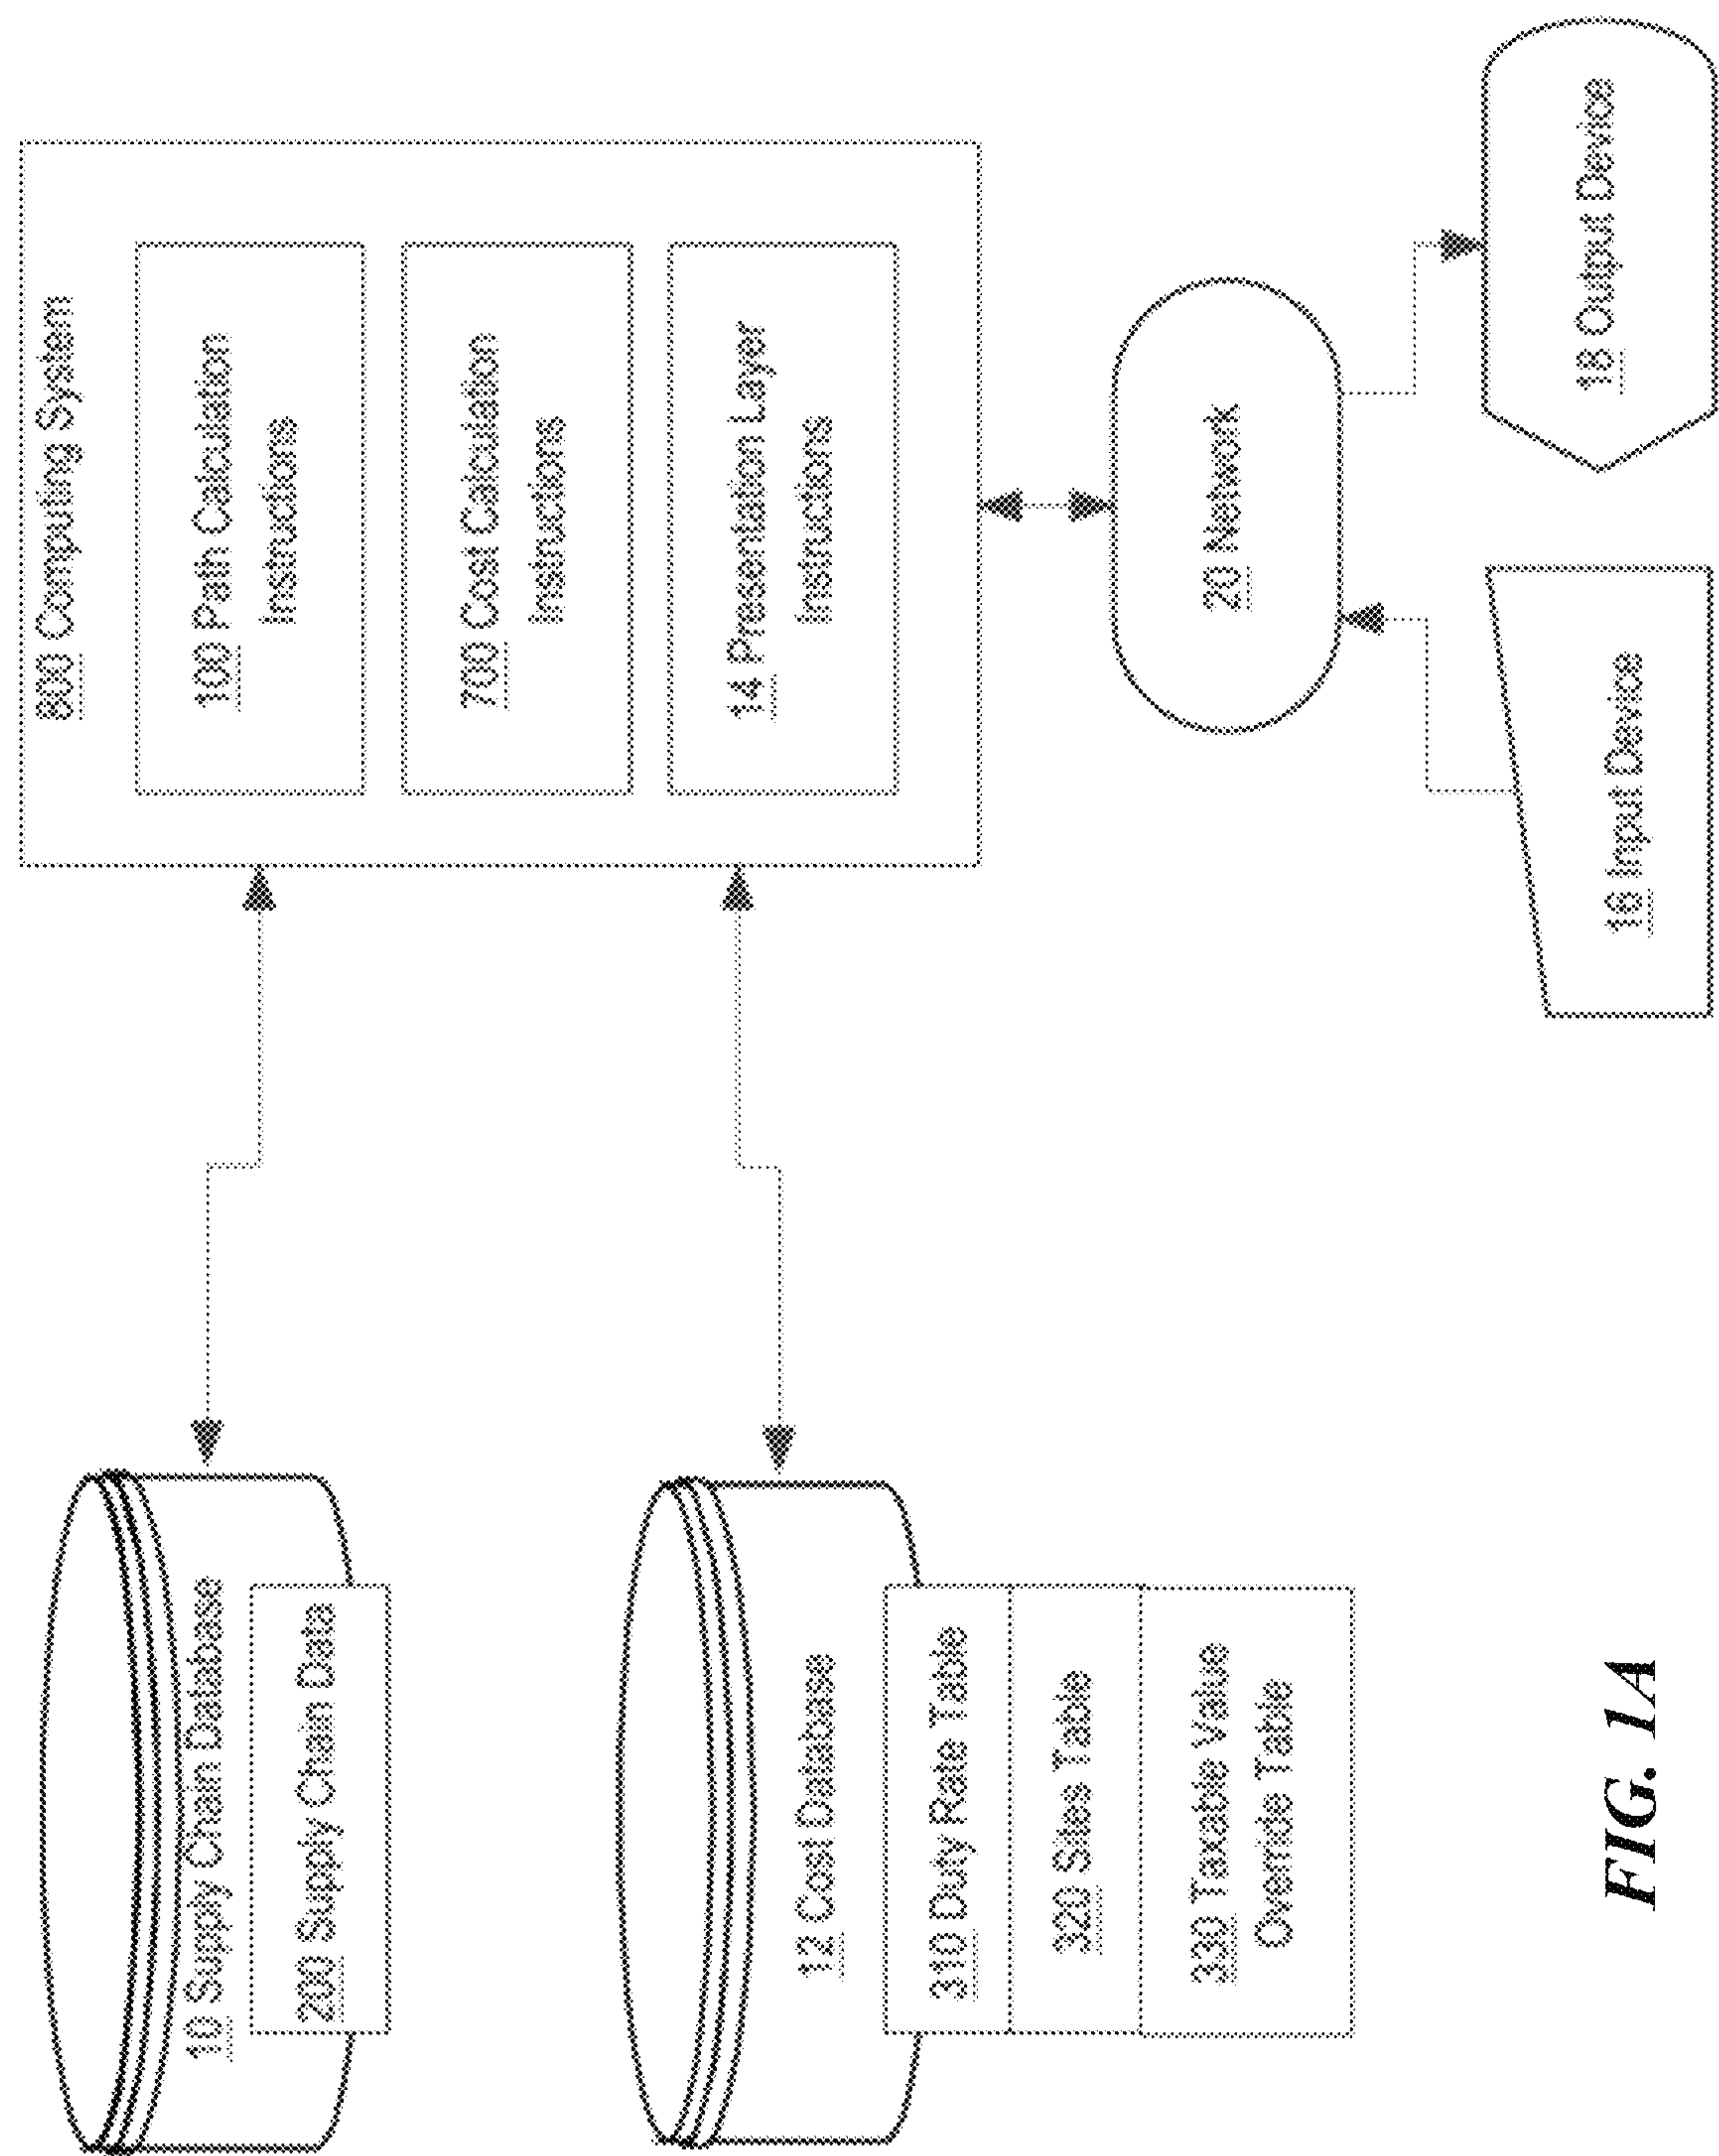 10 Supply Chain Database
200 Supply Chain Data
12 Cost Database
310 Duty Rate Table
320 Sites Table
330 Taxable Value
Override Table
800 Computing System
100 Path Calculation
Instructions
700 Cost Calculation
Instructions
14 Presentation Layer
Instructions
20 Network
16 Input Device
18 Output Device
FIG. 1A